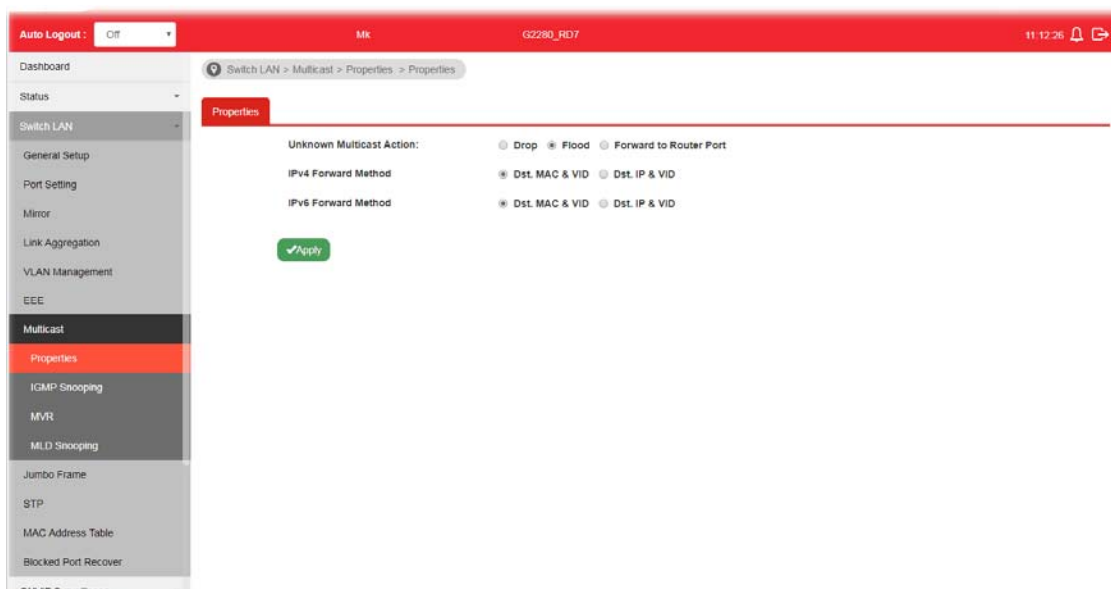 Auto Logout : Off Mk G2280_RD7 11:12:26
Dashboard
Switch LAN > Multicast > Properties > Properties
Status
Switch LAN
Properties
General Setup
Unknown Multicast Action: Drop Flood Forward to Router Port
IPv4 Forward Method Dst. MAC & VID Dst. IP & VID
IPv6 Forward Method Dst. MAC & VID Dst. IP & VID
Apply
Port Setting
Mirror
Link Aggregation
VLAN Management
EEE
Multicast
Properties
IGMP Snooping
MVR
MLD Snooping
Jumbo Frame
STP
MAC Address Table
Blocked Port Recover